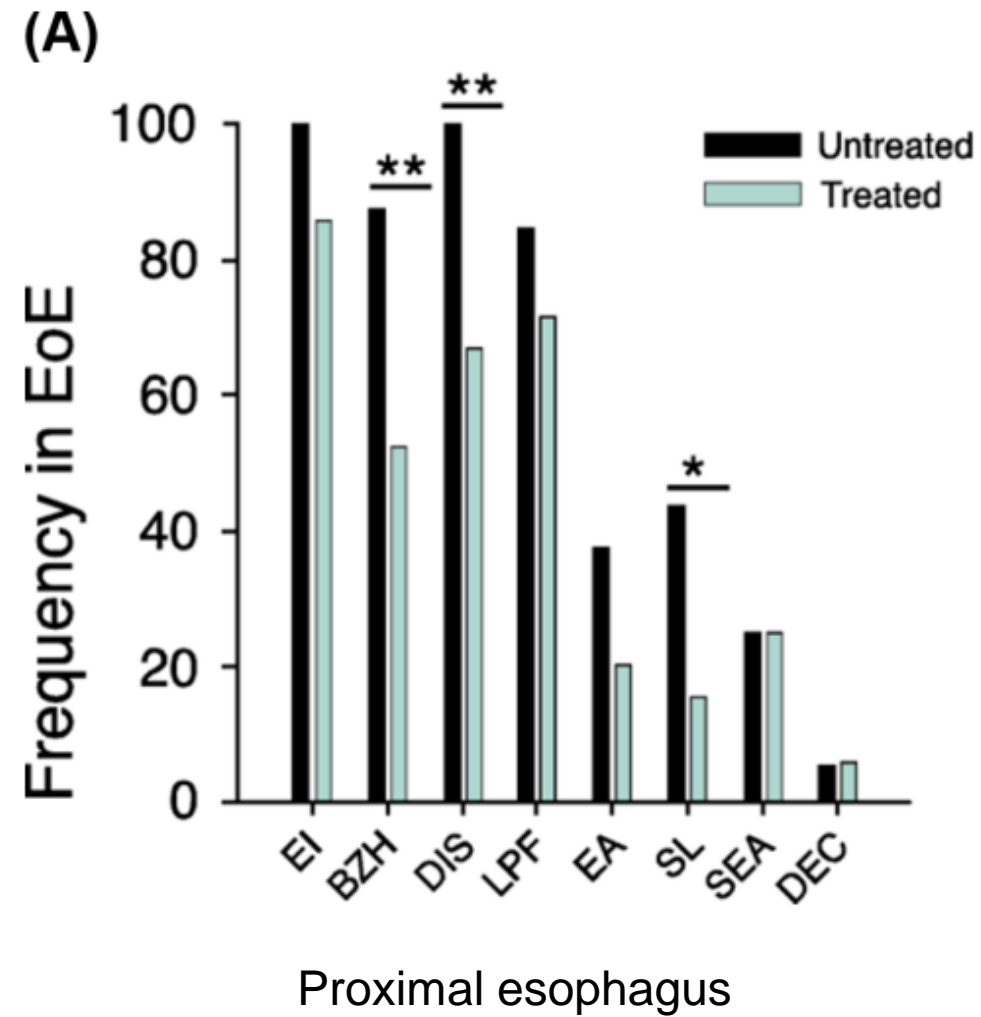 (A)
**
100
Untreated
**
Treated
80
60
*
40
20
0
Frequency in EoE
EI
BZH
DIS
LPF
EA
SL
SEA
DEC
Proximal esophagus